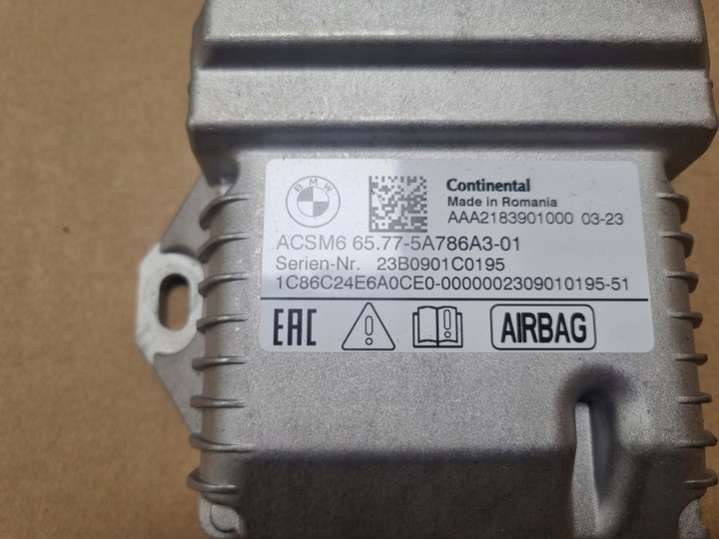 BMW
Continental
Made in Romania
AAA2183901000 03-23
ACSM6 65.77-5A786A3-01
Serien-Nr. 23B0901C0195
1C86C24E6A0CE0-0000002309010195-51
EAC
AIRBAG